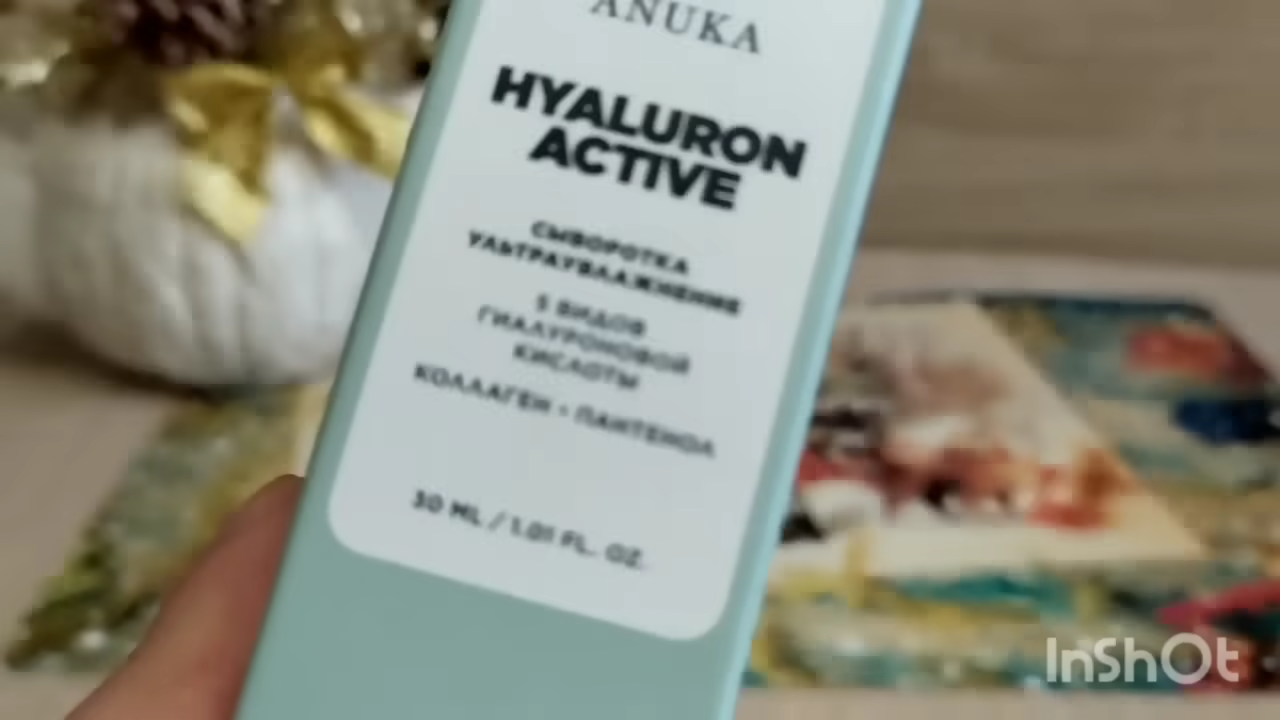 ANUKA
HYALURON
ACTIVE
СЫВОРОТКА
УЛЬТРАУВЛАЖНЕНИЕ
5 ВИДОВ
ГИАЛУРОНОВОЙ
КИСЛОТЫ
КОЛЛАГЕН + ПАНТЕНОЛ
30 ML / 1.01 FL. OZ.
InShOt